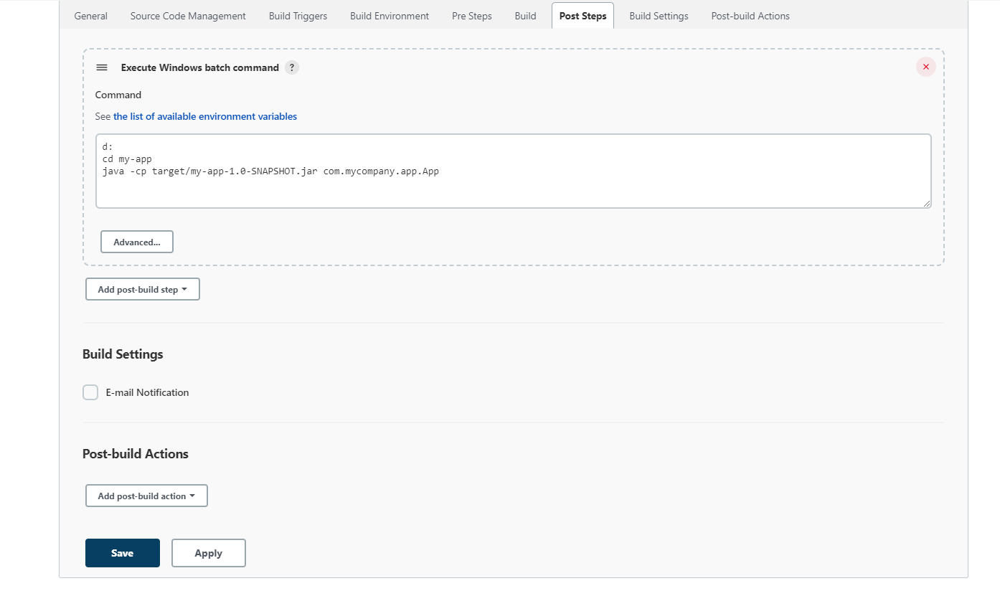 General Source Code Management Build Triggers Build Environment Pre Steps Build Post Steps Build Settings Post-build Actions
Execute Windows batch command ?
Command
See the list of available environment variables
d:
cd my-app
java -cp target/my-app-1.0-SNAPSHOT.jar com.mycompany.app.App
Advanced...
Add post-build step
Build Settings
E-mail Notification
Post-build Actions
Add post-build action
Save Apply